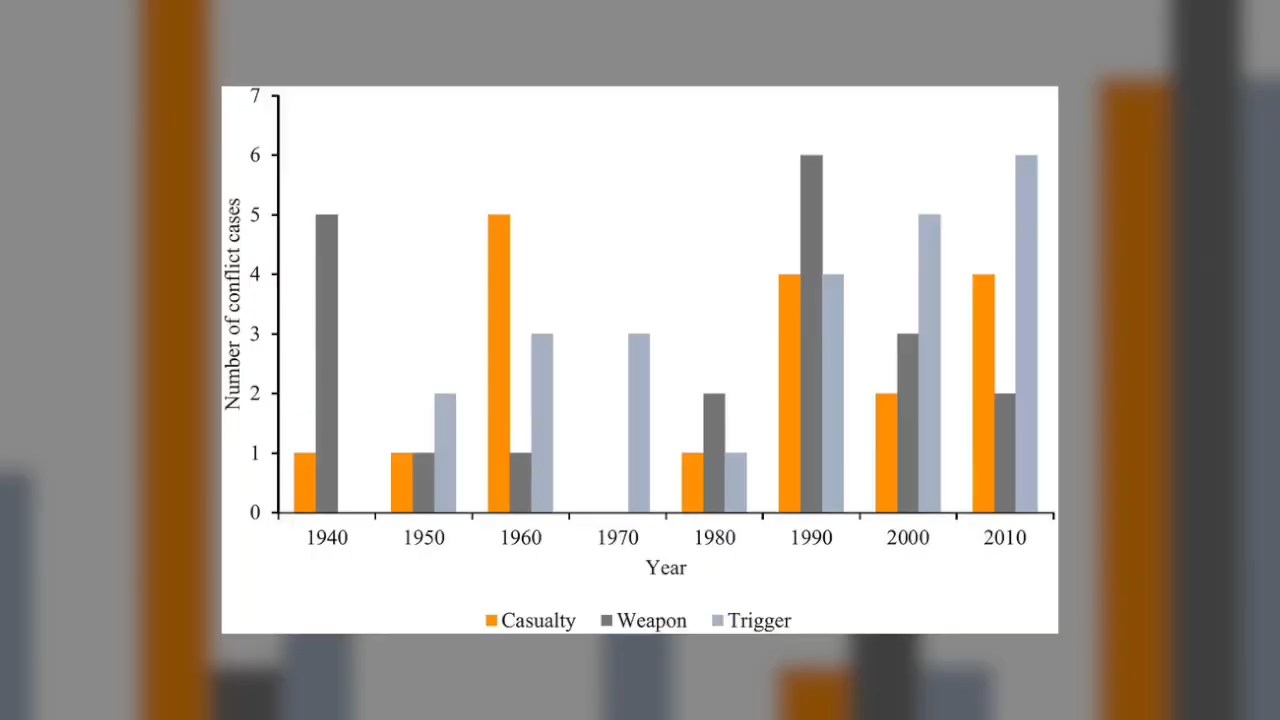 7
6
5
4
3
2
1
0
Number of conflict cases
1940 1950 1960 1970 1980 1990 2000 2010
Year
Casualty Weapon Trigger